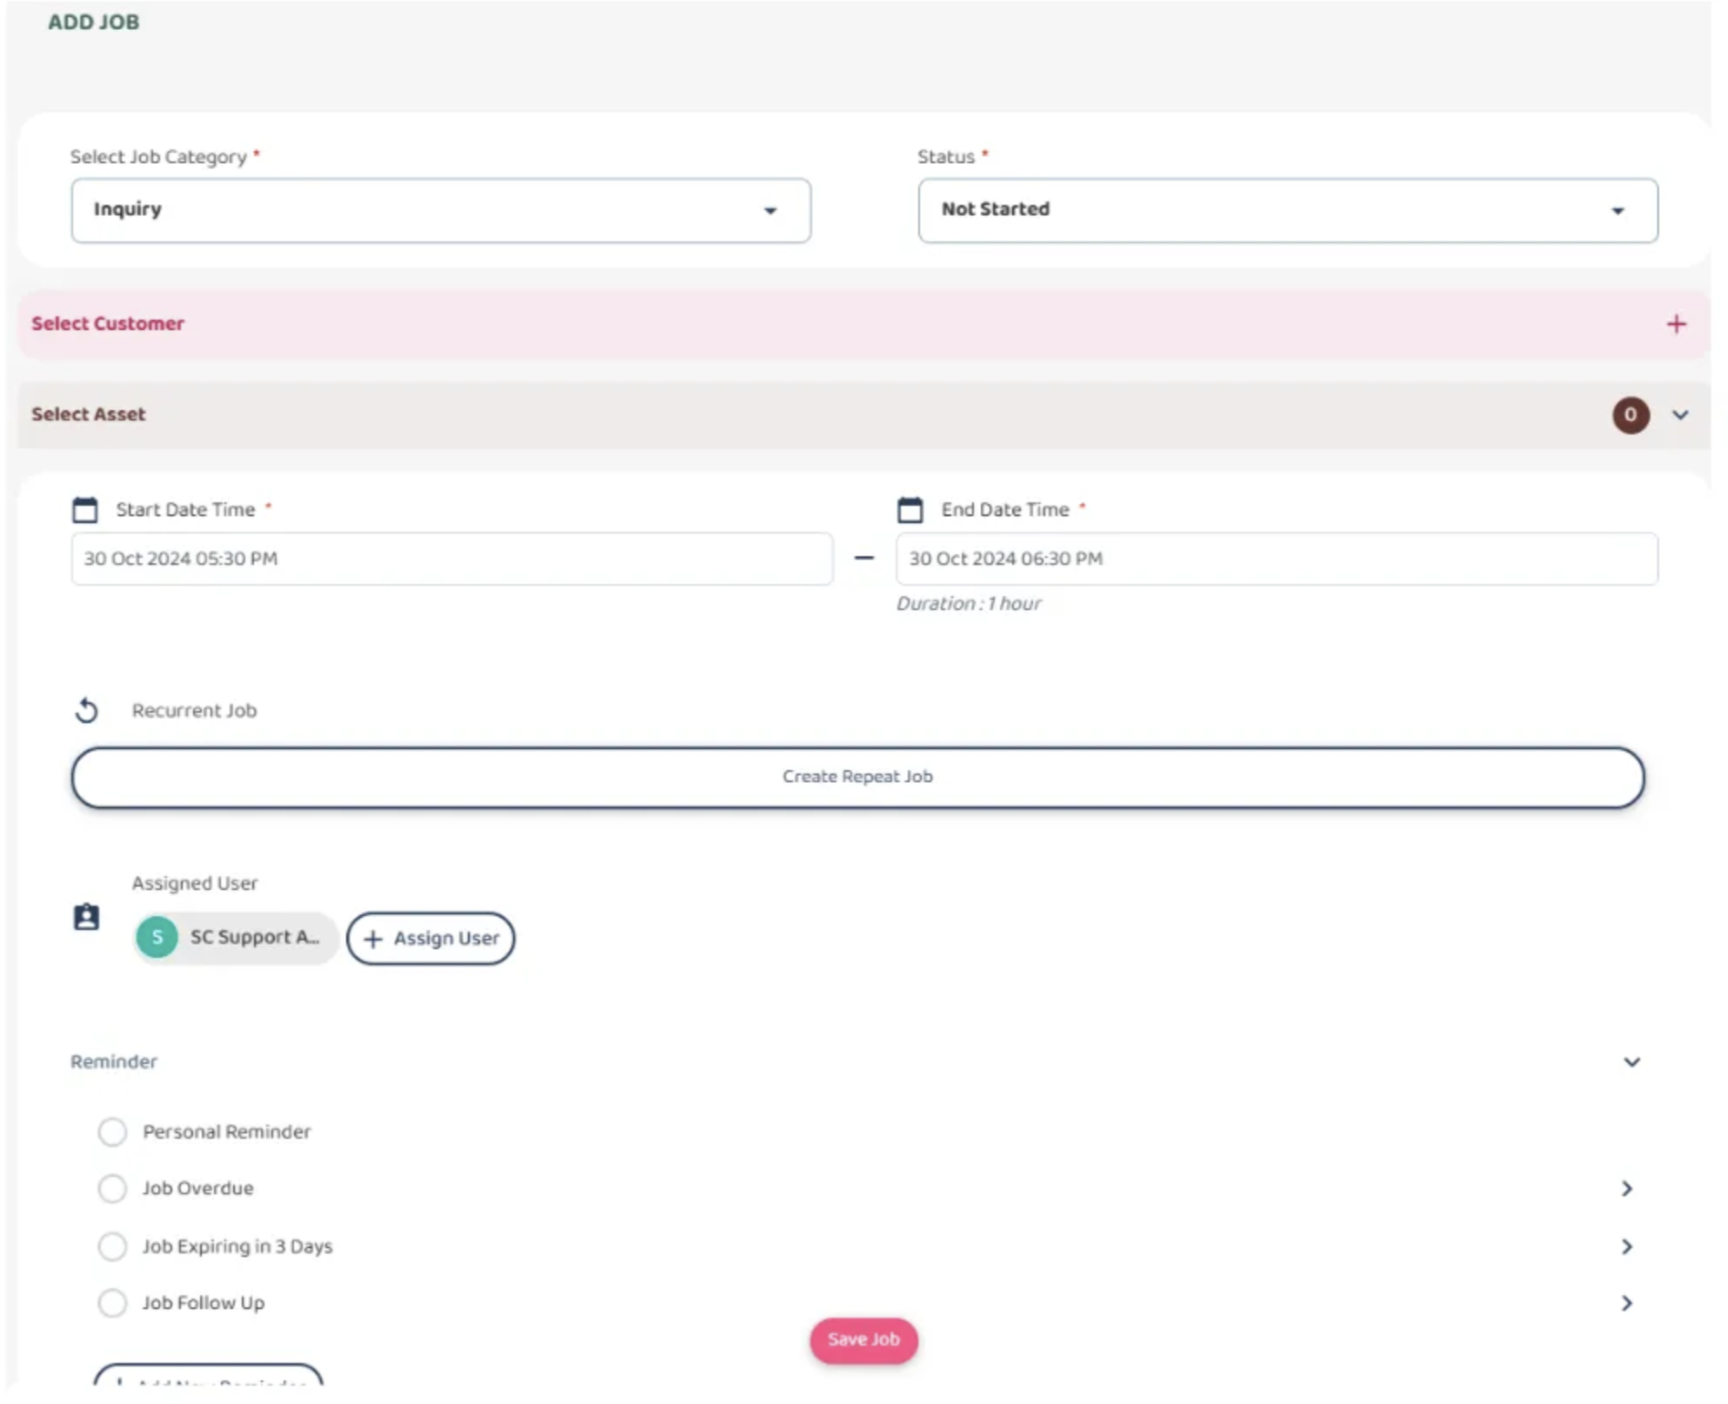 ADD JOB
Select Job Category *
Status *
Inquiry
Not Started
Select Customer
Select Asset
0
Start Date Time *
End Date Time *
30 Oct 2024 05:30 PM
30 Oct 2024 06:30 PM
Duration : 1 hour
Recurrent Job
Create Repeat Job
Assigned User
S SC Support A...
+ Assign User
Reminder
Personal Reminder
Job Overdue
Job Expiring in 3 Days
Job Follow Up
Save Job
Add New Reminder